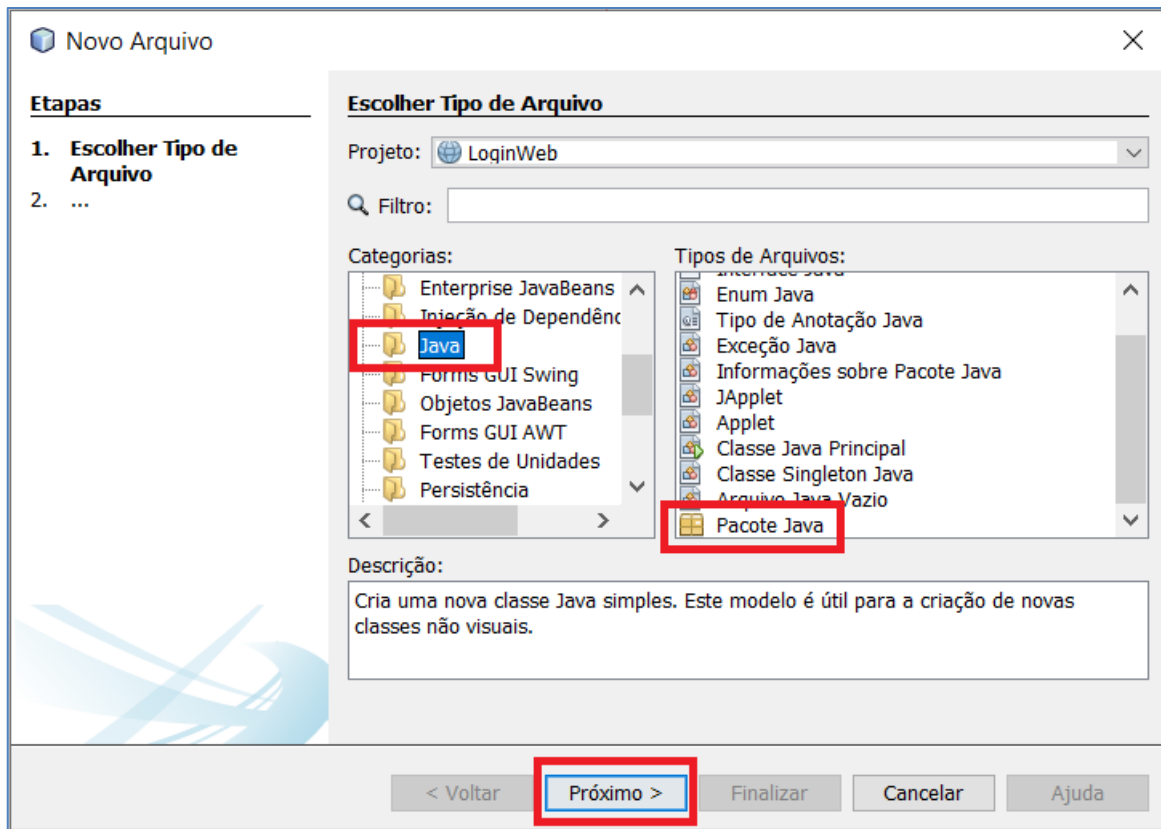 Novo Arquivo
Etapas
1. Escolher Tipo de
Arquivo
2. ...
Escolher Tipo de Arquivo
Projeto: LoginWeb
Filtro:
Categorias:
Enterprise JavaBeans
Injeção de Dependênc
Java
Forms GUI Swing
Objetos JavaBeans
Forms GUI AWT
Testes de Unidades
Persistência
Tipos de Arquivos:
Interface Java
Enum Java
Tipo de Anotação Java
Exceção Java
Informações sobre Pacote Java
JApplet
Applet
Classe Java Principal
Classe Singleton Java
Arquivo Java Vazio
Pacote Java
Descrição:
Cria uma nova classe Java simples. Este modelo é útil para a criação de novas
classes não visuais.
< Voltar Próximo > Finalizar Cancelar Ajuda